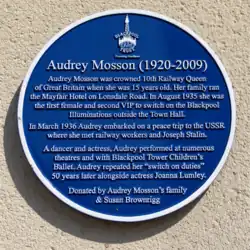 BLACKPOOL
Audrey Mosson (1920-2009)
Audrey Mosson was crowned 10th Railway Queen
of Great Britain when she was 15 years old. Her family ran
the Mayfair Hotel on Lonsdale Road. In August 1935 she was
the first female and second VIP to switch on the Blackpool
Illuminations outside the Town Hall.
In March 1936 Audrey embarked on a peace trip to the USSR
where she met railway workers and Joseph Stalin.
A dancer and actress, Audrey performed at numerous
theatres and with Blackpool Tower Children's
Ballet. Audrey repeated her "switch on duties"
50 years later alongside actress Joanna Lumley.
Donated by Audrey Mosson's family
& Susan Brownrigg